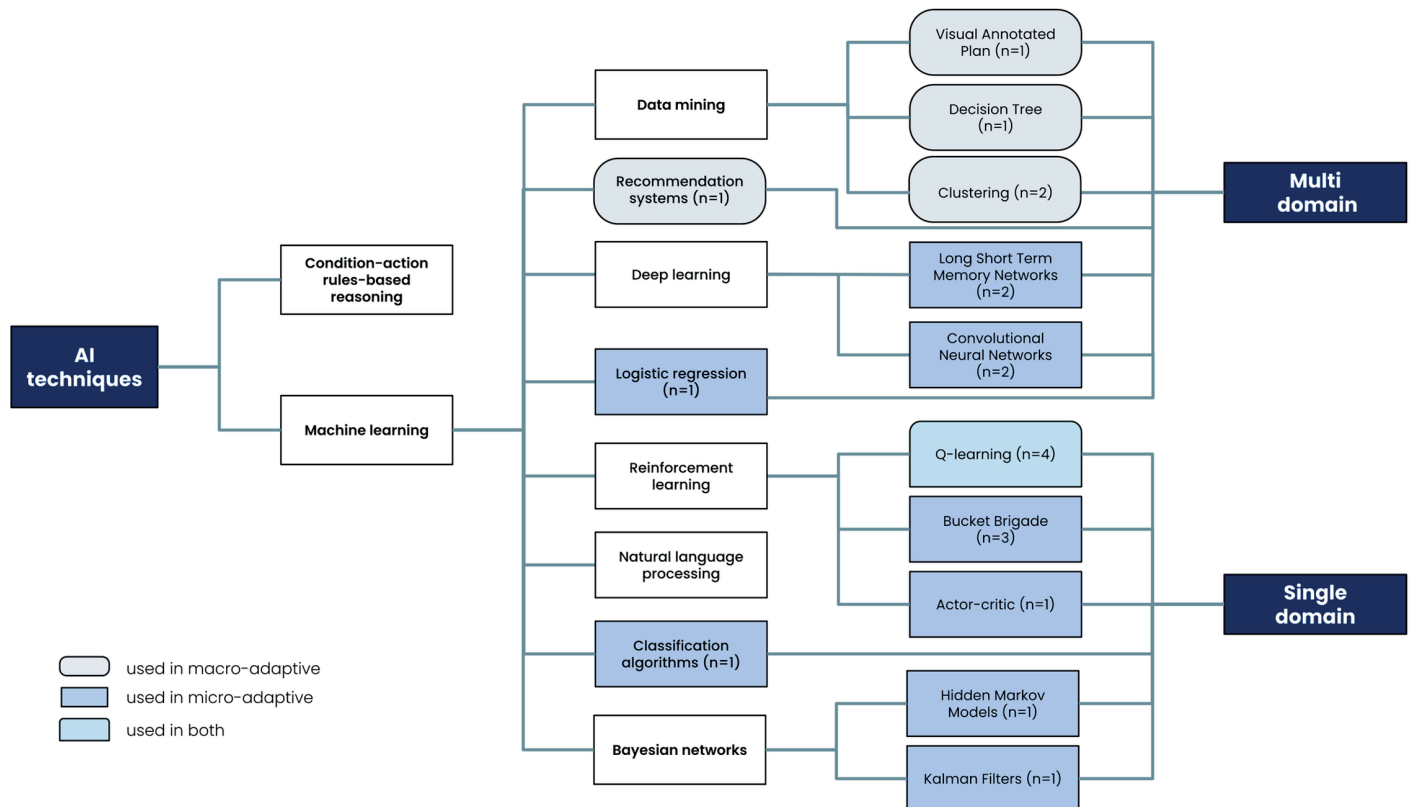 AI
techniques
Condition-action
rules-based
reasoning
Machine learning
Data mining
Recommendation
systems (n=1)
Deep learning
Logistic regression
(n=1)
Reinforcement
learning
Natural language
processing
Classification
algorithms (n=1)
Bayesian networks
Visual Annotated
Plan (n=1)
Decision Tree
(n=1)
Clustering (n=2)
Long Short Term
Memory Networks
(n=2)
Convolutional
Neural Networks
(n=2)
Q-learning (n=4)
Bucket Brigade
(n=3)
Actor-critic (n=1)
Hidden Markov
Models (n=1)
Kalman Filters (n=1)
Multi
domain
Single
domain
used in macro-adaptive
used in micro-adaptive
used in both